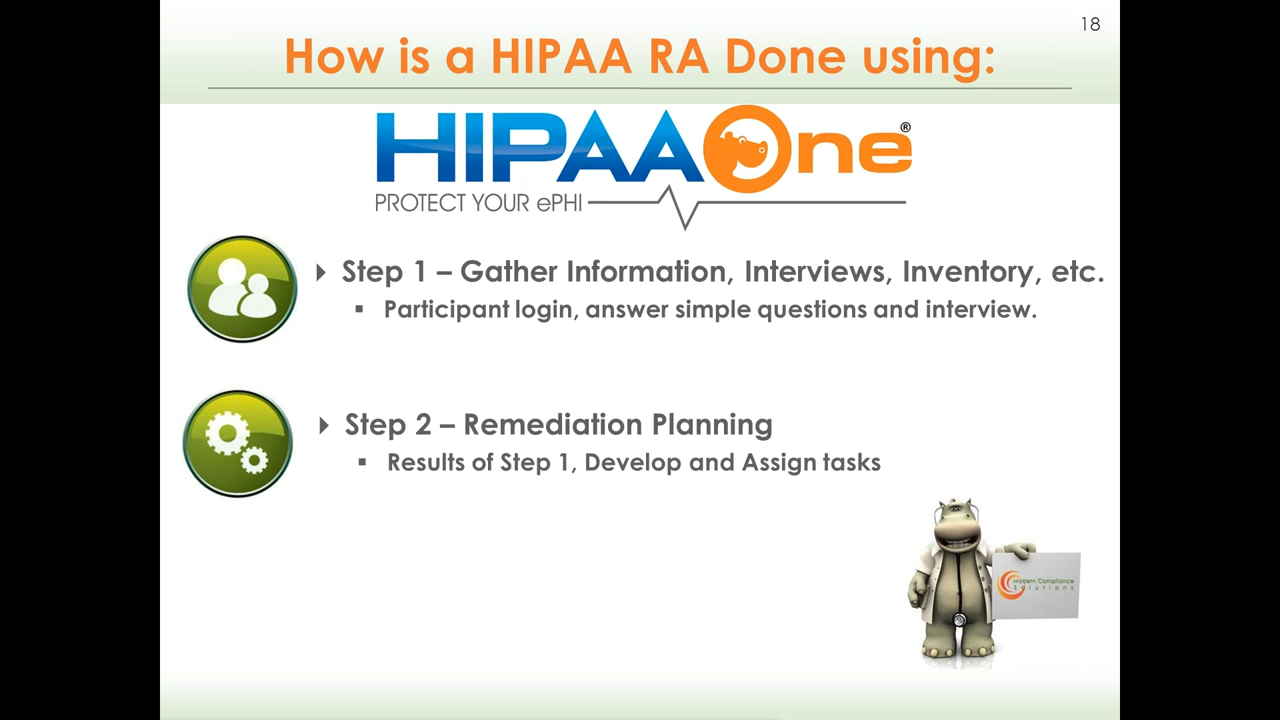 18
How is a HIPAA RA Done using:
HIPAAOne®
PROTECT YOUR ePHI
Step 1 – Gather Information, Interviews, Inventory, etc.
Participant login, answer simple questions and interview.
Step 2 – Remediation Planning
Results of Step 1, Develop and Assign tasks
Modern Compliance
Solutions